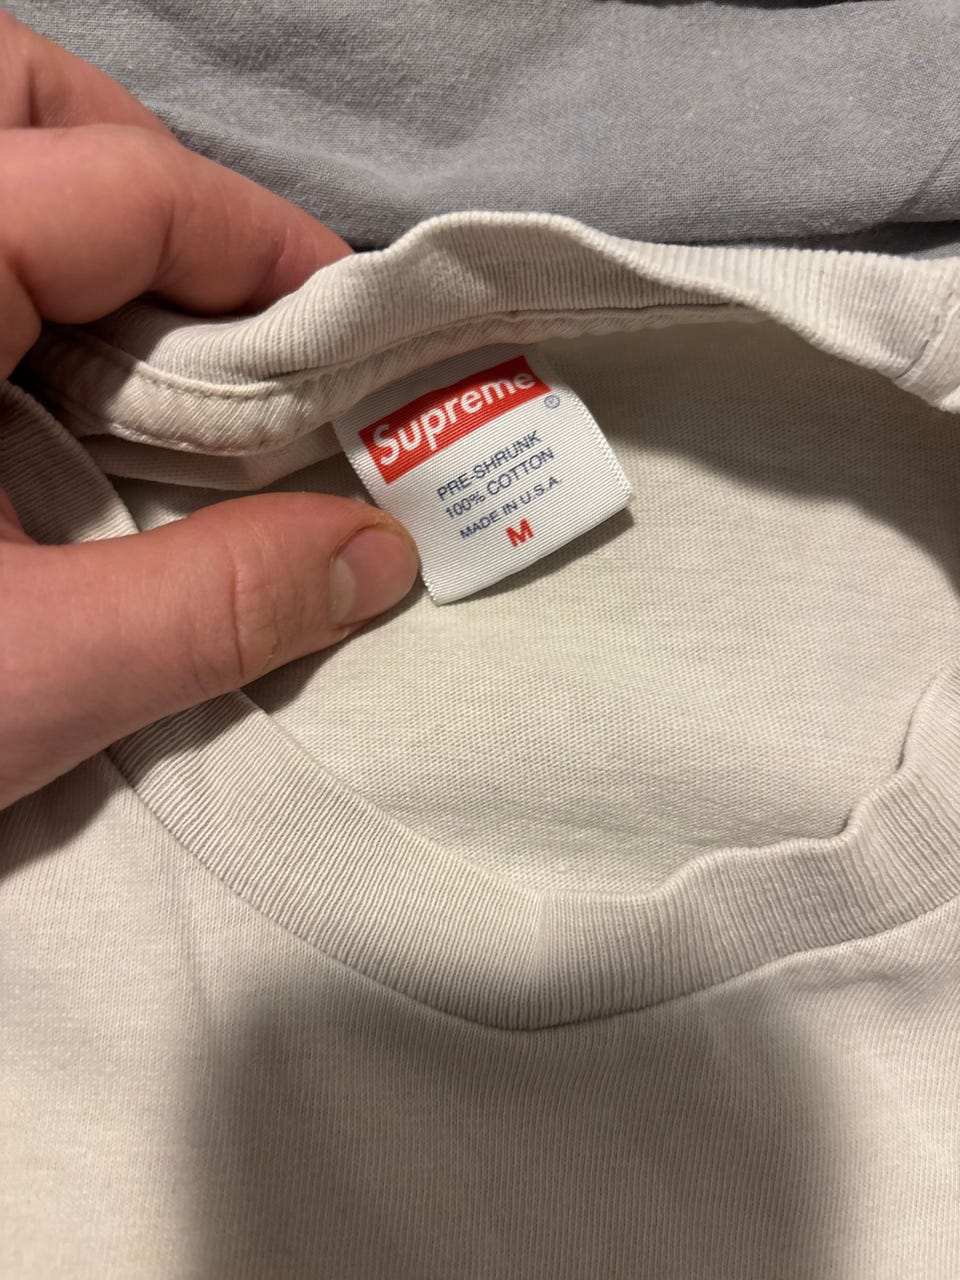 Supreme
®
PRE-SHRUNK
100% COTTON
MADE IN U.S.A
M